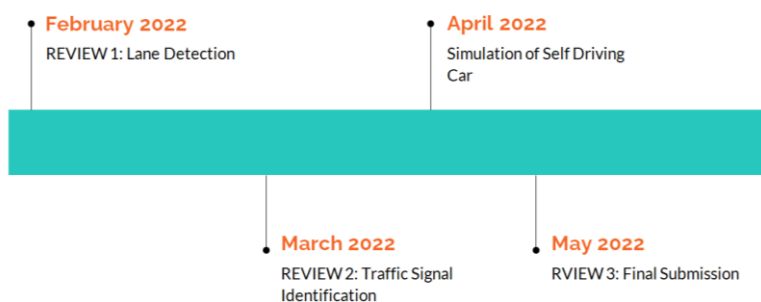 February 2022
REVIEW 1: Lane Detection
April 2022
Simulation of Self Driving
Car
March 2022
REVIEW 2: Traffic Signal
Identification
May 2022
RVIEW 3: Final Submission